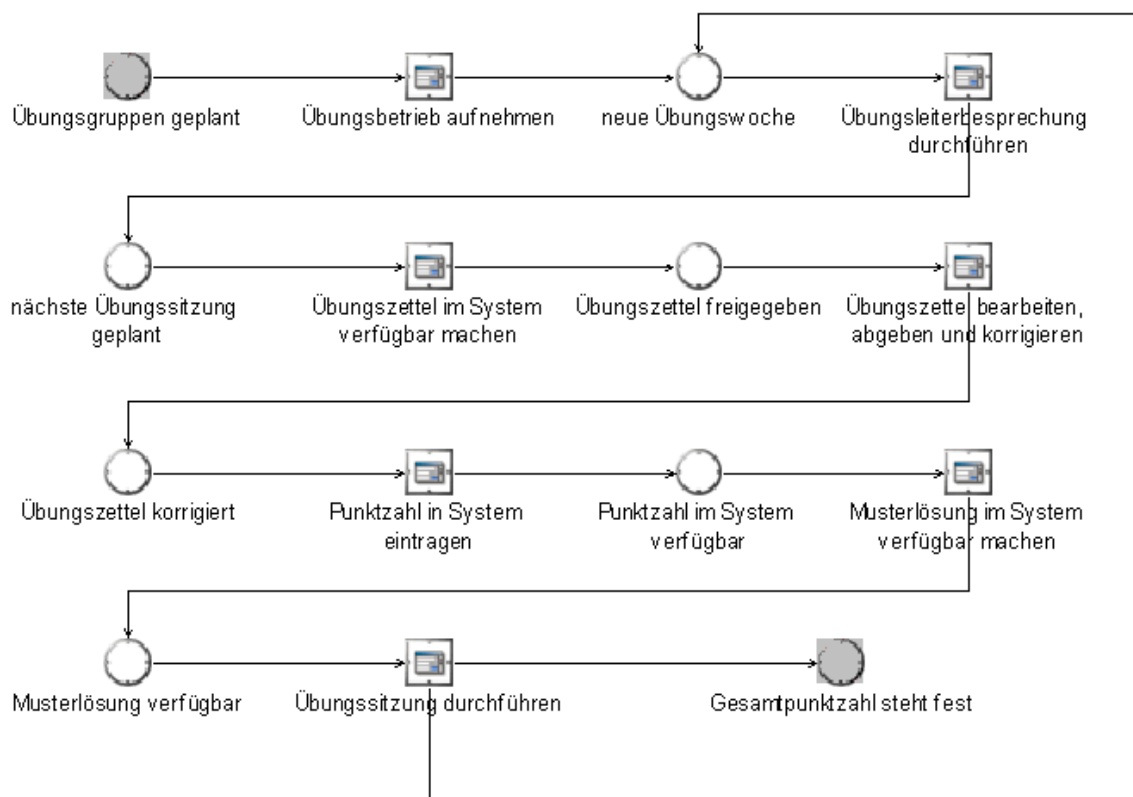 Übungsgruppen geplant
Übungsbetrieb aufnehmen
neue Übungswoche
Übungsleiterbesprechung
durchführen
nächste Übungssitzung
geplant
Übungszettel im System
verfügbar machen
Übungszettel freigegeben
Übungszettel bearbeiten,
abgeben und korrigieren
Übungszettel korrigiert
Punktzahl in System
eintragen
Punktzahl im System
verfügbar
Musterlösung im System
verfügbar machen
Musterlösung verfügbar
Übungssitzung durchführen
Gesamtpunktzahl steht fest